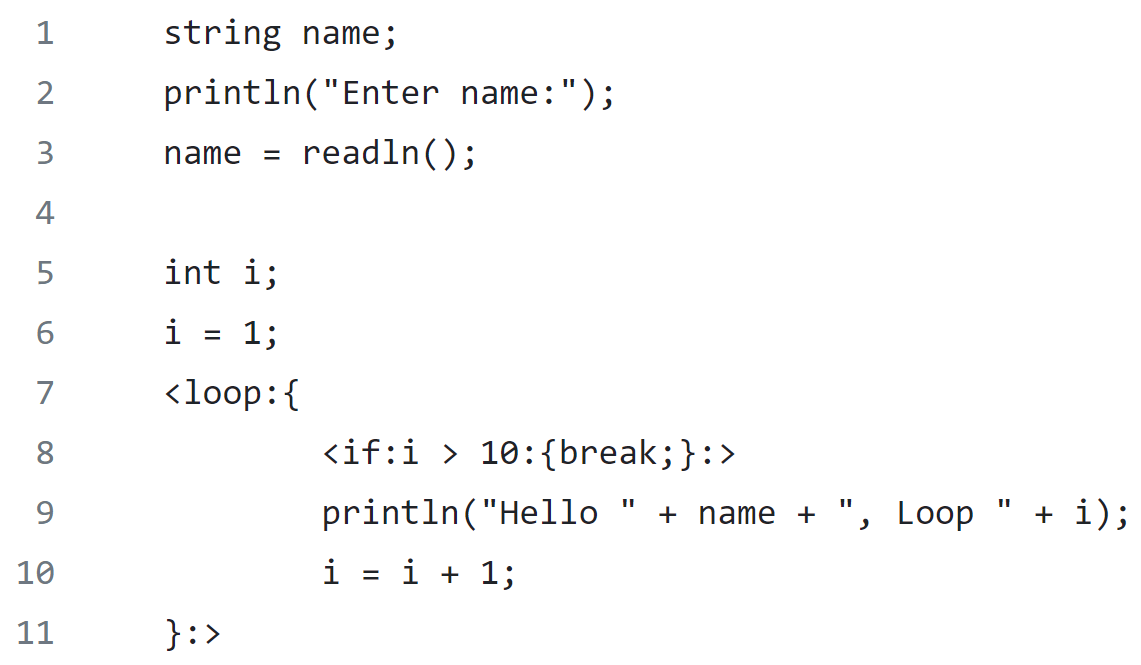 1 string name;
2 println("Enter name:");
3 name = readln();
4
5 int i;
6 i = 1;
7 <loop:{
8 <if:i > 10:{break;}:>
9 println("Hello " + name + ", Loop " + i);
10 i = i + 1;
11 }:>